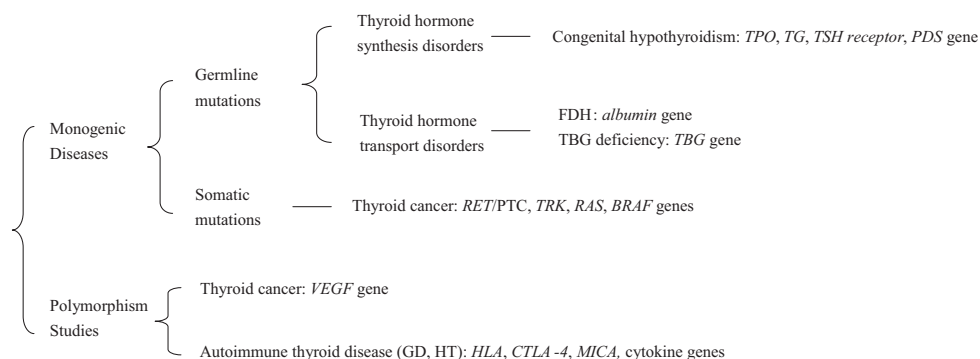 Thyroid hormone
synthesis disorders
Congenital hypothyroidism: TPO, TG, TSH receptor, PDS gene
Germline
mutations
Thyroid hormone
transport disorders
FDH: albumin gene
TBG deficiency: TBG gene
Monogenic
Diseases
Somatic
mutations
Thyroid cancer: RET/PTC, TRK, RAS, BRAF genes
Polymorphism
Studies
Thyroid cancer: VEGF gene
Autoimmune thyroid disease (GD, HT): HLA, CTLA-4, MICA, cytokine genes